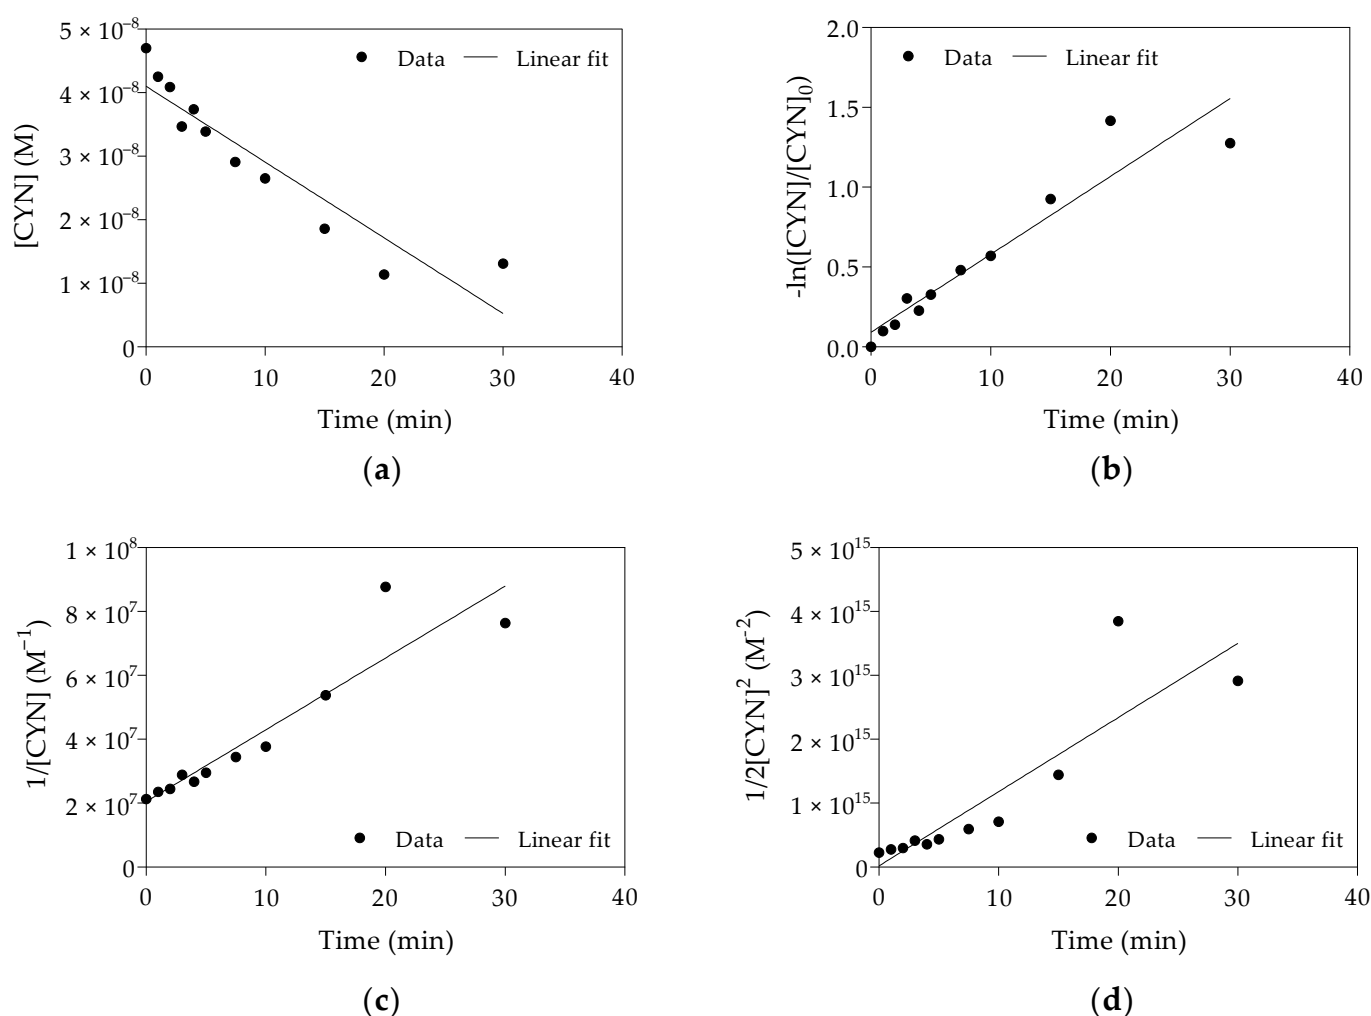 5 × 10⁻⁸
4 × 10⁻⁸
3 × 10⁻⁸
2 × 10⁻⁸
1 × 10⁻⁸
0
[CYN] (M)
Data
Linear fit
0 10 20 30 40
Time (min)
(a)
2.0
1.5
1.0
0.5
0.0
-ln([CYN]/[CYN]₀)
Data
Linear fit
0 10 20 30 40
Time (min)
(b)
1 × 10⁸
8 × 10⁷
6 × 10⁷
4 × 10⁷
2 × 10⁷
0
1/[CYN] (M⁻¹)
Data
Linear fit
0 10 20 30 40
Time (min)
(c)
5 × 10¹⁵
4 × 10¹⁵
3 × 10¹⁵
2 × 10¹⁵
1 × 10¹⁵
0
1/2[CYN]² (M⁻²)
Data
Linear fit
0 10 20 30 40
Time (min)
(d)